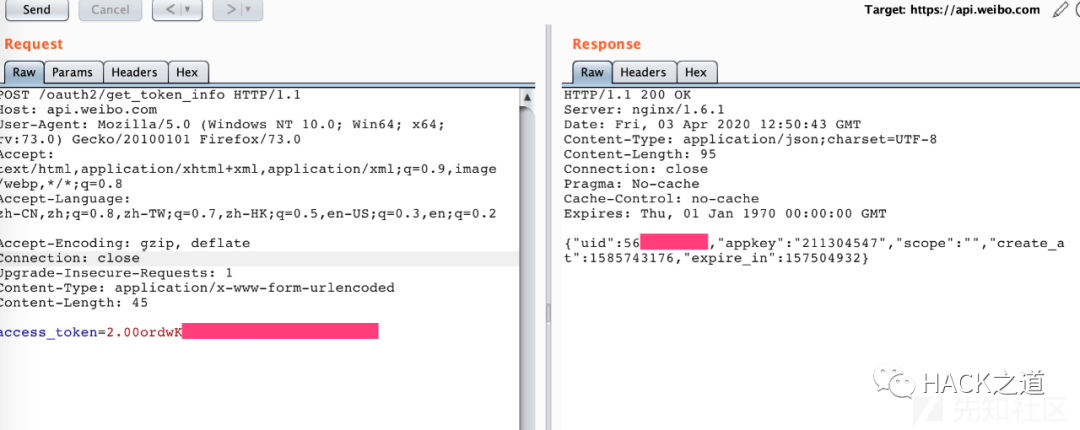 Send
Cancel
<
>
Target: https://api.weibo.com
Request
Raw
Params
Headers
Hex
POST /oauth2/get_token_info HTTP/1.1
Host: api.weibo.com
User-Agent: Mozilla/5.0 (Windows NT 10.0; Win64; x64;
rv:73.0) Gecko/20100101 Firefox/73.0
Accept:
text/html,application/xhtml+xml,application/xml;q=0.9,image
/webp,*/*;q=0.8
Accept-Language:
zh-CN,zh;q=0.8,zh-TW;q=0.7,zh-HK;q=0.5,en-US;q=0.3,en;q=0.2
Accept-Encoding: gzip, deflate
Connection: close
Upgrade-Insecure-Requests: 1
Content-Type: application/x-www-form-urlencoded
Content-Length: 45
access_token=2.00ordwK
Response
Raw
Headers
Hex
HTTP/1.1 200 OK
Server: nginx/1.6.1
Date: Fri, 03 Apr 2020 12:50:43 GMT
Content-Type: application/json;charset=UTF-8
Content-Length: 95
Connection: close
Pragma: No-cache
Cache-Control: no-cache
Expires: Thu, 01 Jan 1970 00:00:00 GMT
{"uid":56 ,"appkey":"211304547","scope":"","create_a
t":1585743176,"expire_in":157504932}
HACK之道
先知社区